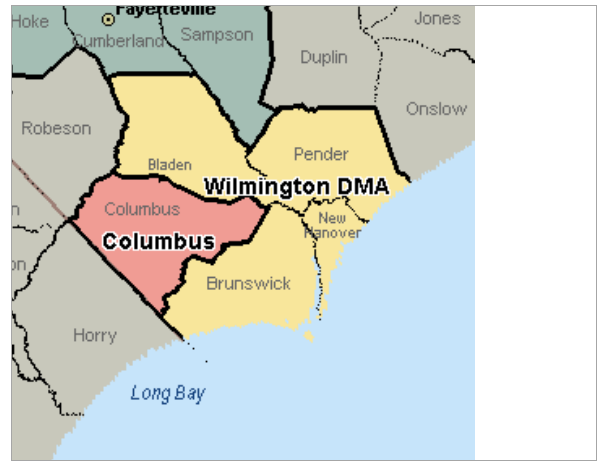 Fayetteville
Hoke
Jones
Cumberland
Sampson
Duplin
Onslow
Robeson
Pender
Bladen
Wilmington DMA
Columbus
n
New
Hanover
Columbus
on
Brunswick
Horry
Long Bay